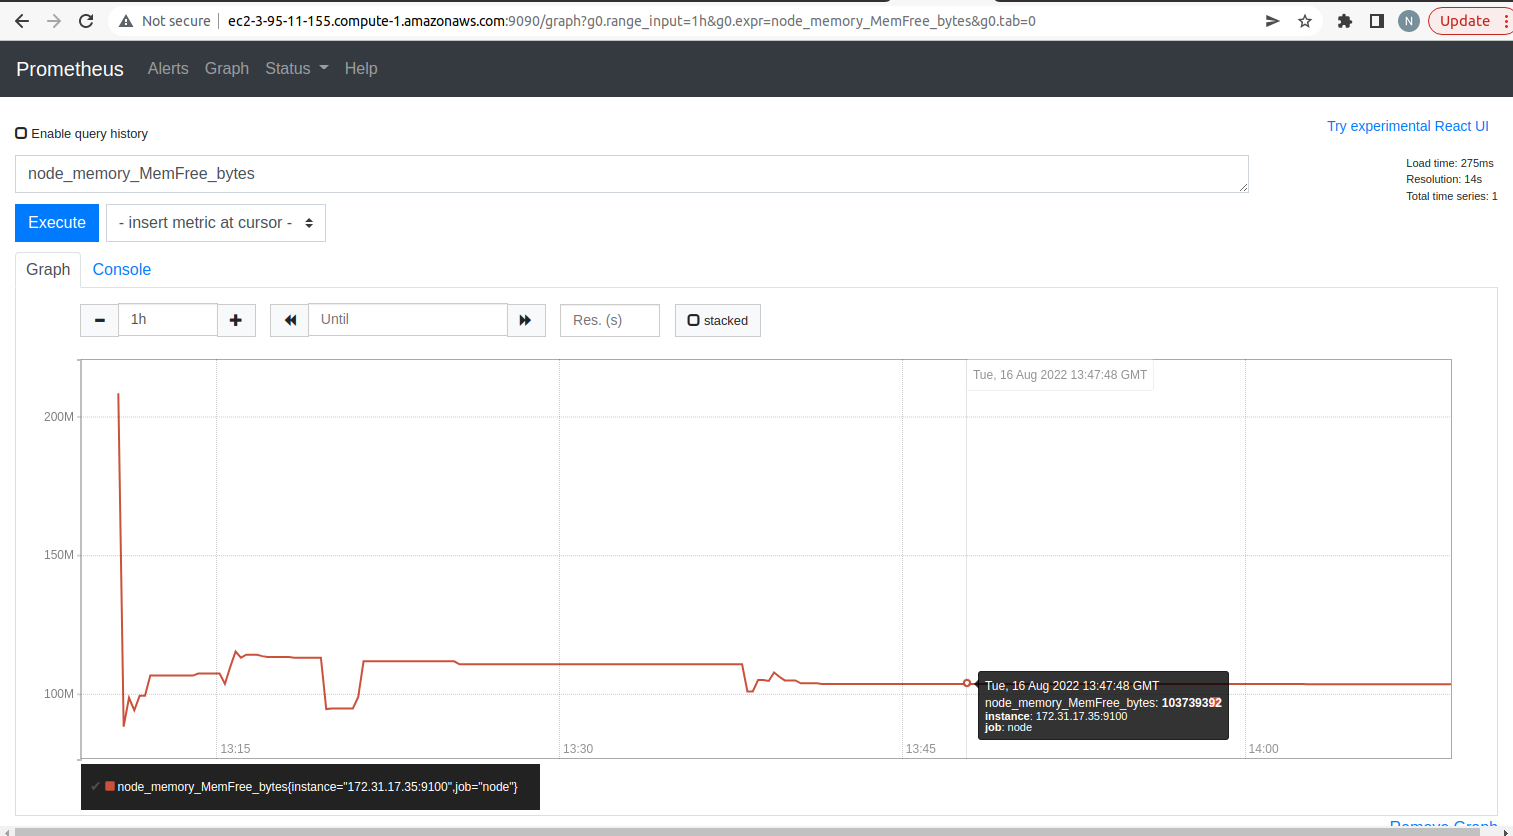 Not secure | ec2-3-95-11-155.compute-1.amazonaws.com:9090/graph?g0.range_input=1h&g0.expr=node_memory_MemFree_bytes&g0.tab=0
N
Update
Prometheus Alerts Graph Status Help
Enable query history
Try experimental React UI
node_memory_MemFree_bytes
Load time: 275ms
Resolution: 14s
Total time series: 1
Execute
- insert metric at cursor -
Graph Console
1h
Until
Res. (s)
stacked
Tue, 16 Aug 2022 13:47:48 GMT
200M
150M
100M
Tue, 16 Aug 2022 13:47:48 GMT
node_memory_MemFree_bytes: 103739392
instance: 172.31.17.35:9100
job: node
13:15 13:30 13:45 14:00
node_memory_MemFree_bytes{instance="172.31.17.35:9100",job="node"}
Remove Graph